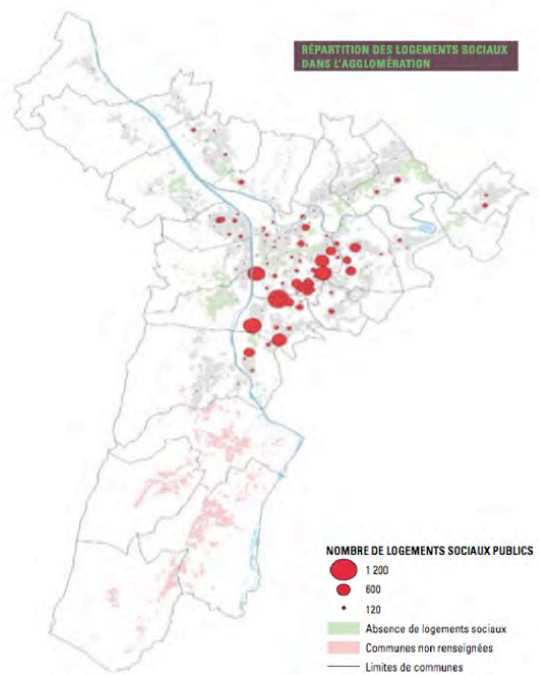 RÉPARTITION DES LOGEMENTS SOCIAUX
DANS L'AGGLOMÉRATION
NOMBRE DE LOGEMENTS SOCIAUX PUBLICS
1 200
600
120
Absence de logements sociaux
Communes non renseignées
Limites de communes